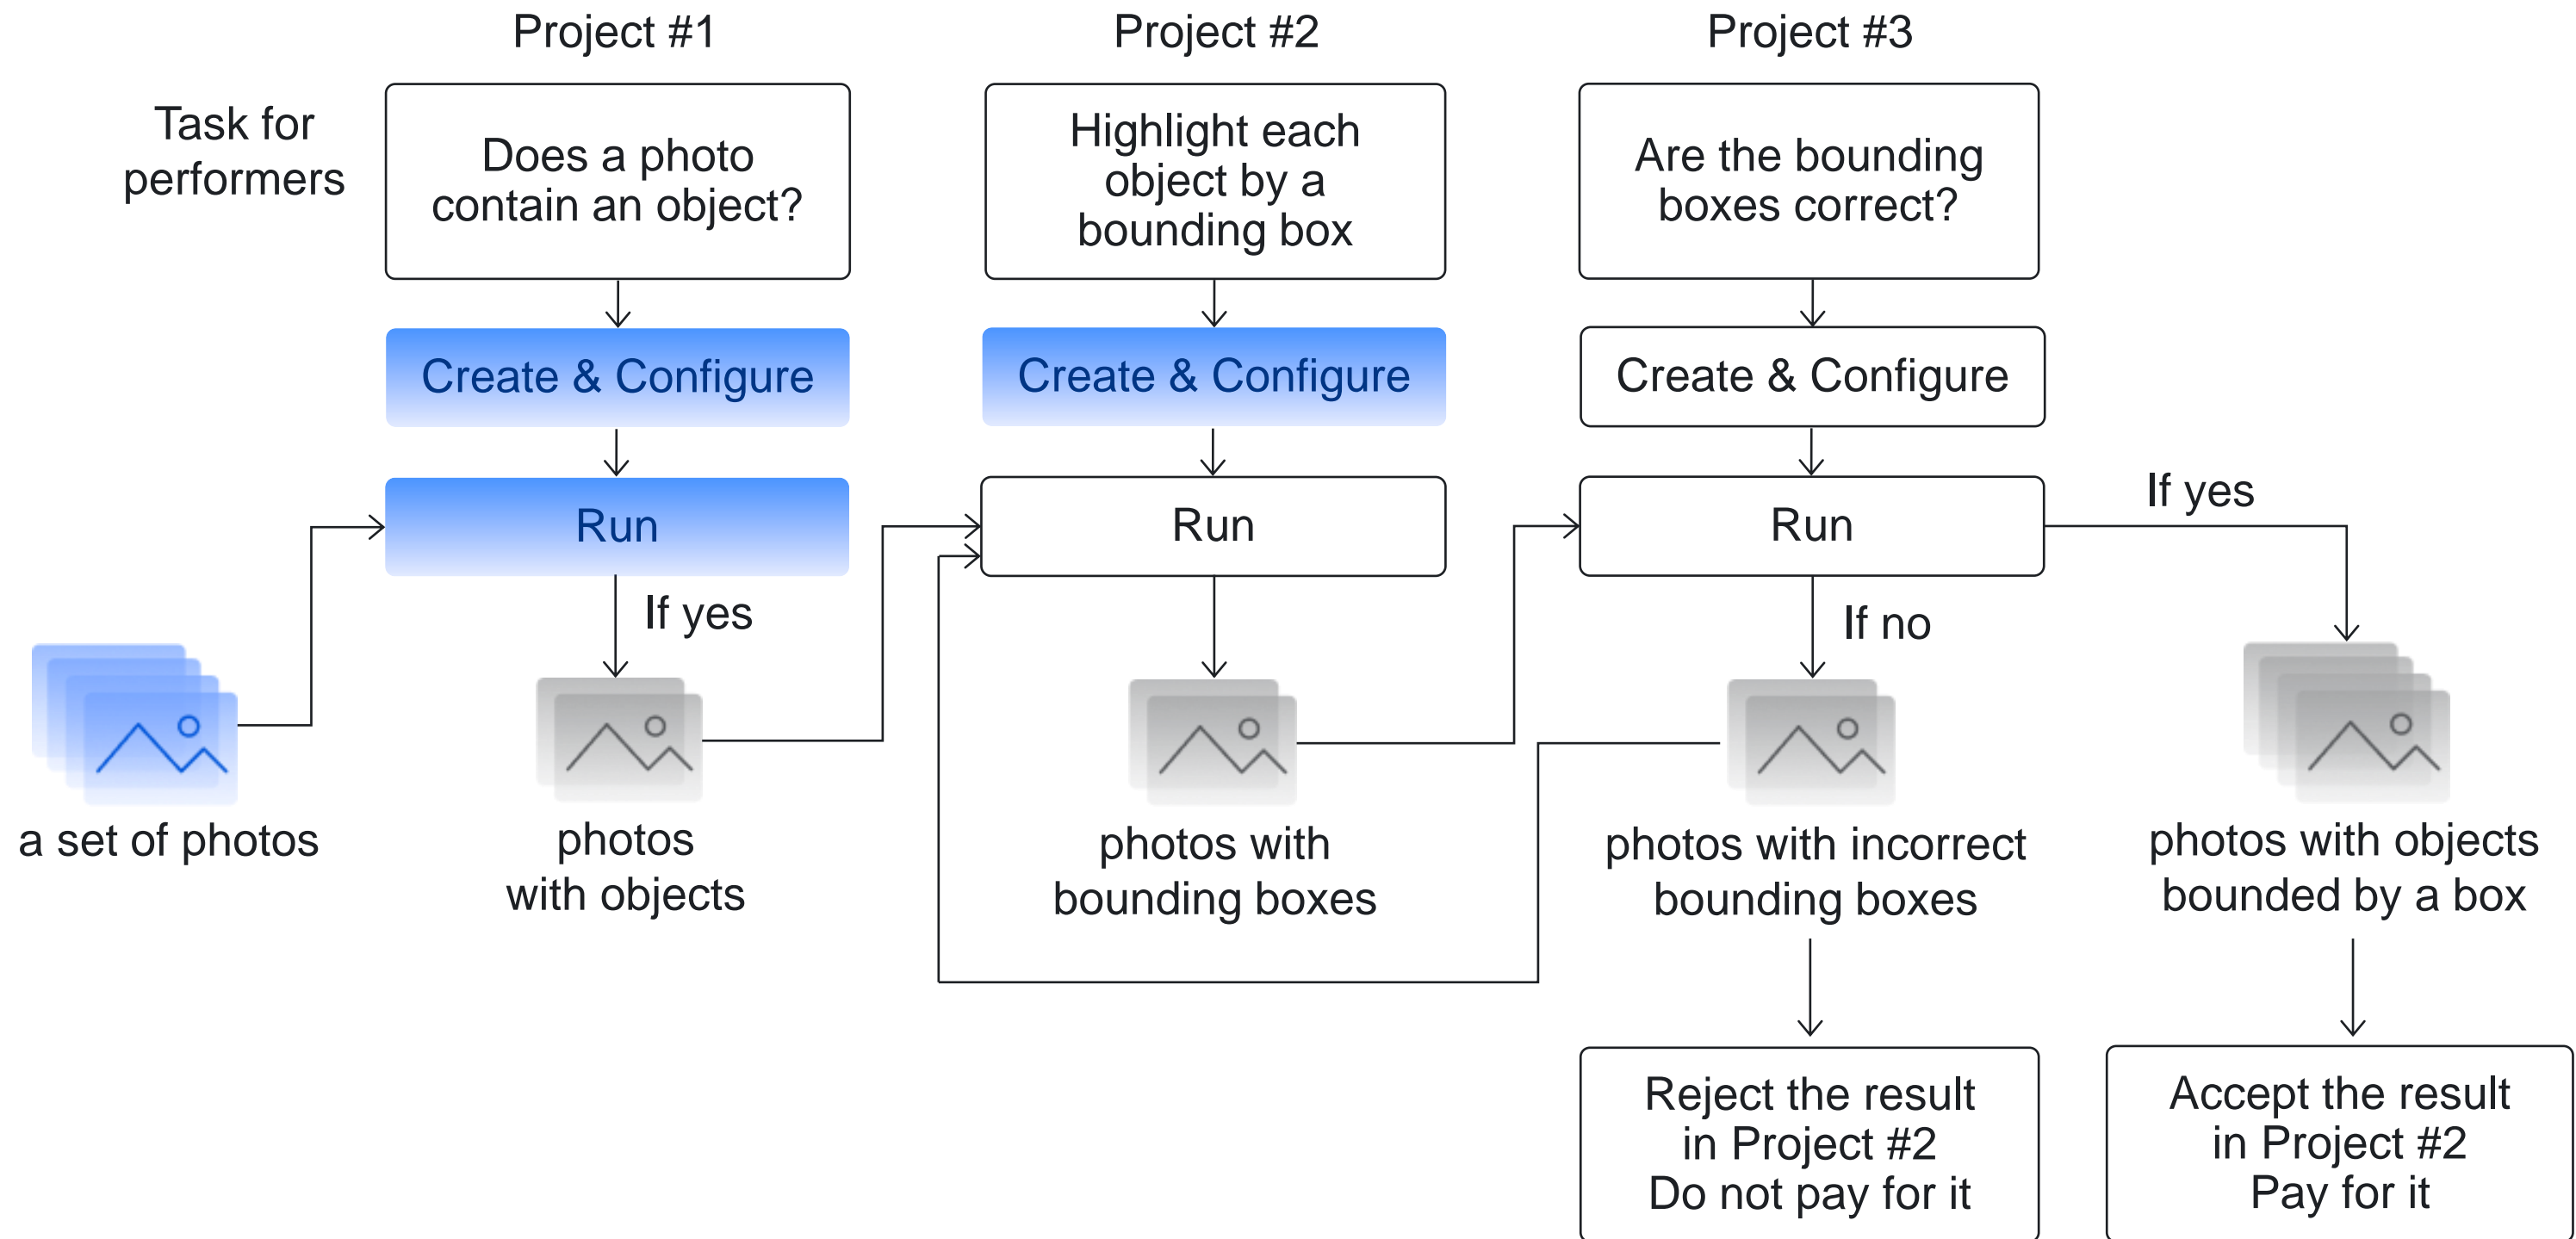 Project #1
Project #2
Project #3
Task for
performers
Does a photo
contain an object?
Highlight each
object by a
bounding box
Are the bounding
boxes correct?
Create & Configure
Create & Configure
Create & Configure
Run
Run
Run
If yes
If yes
If no
a set of photos
photos
with objects
photos with
bounding boxes
photos with incorrect
bounding boxes
photos with objects
bounded by a box
Reject the result
in Project #2
Do not pay for it
Accept the result
in Project #2
Pay for it